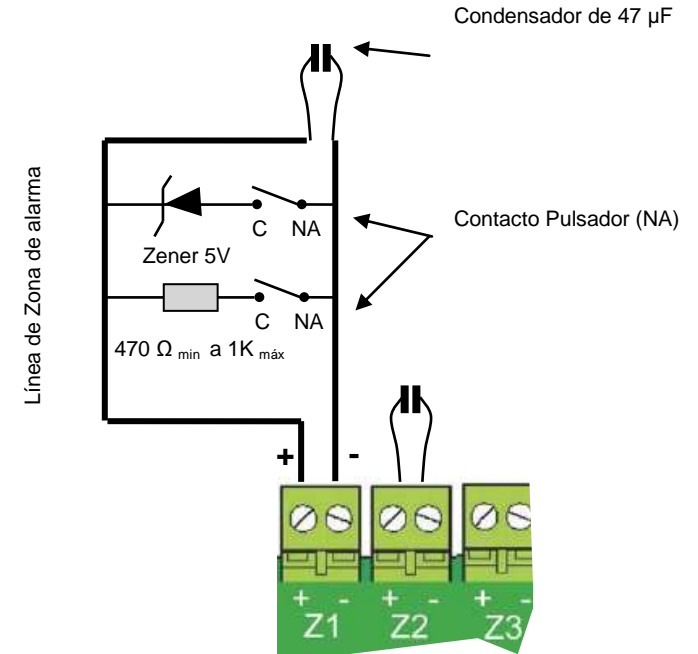 Condensador de 47 µF
Línea de Zona de alarma
C NA
Contacto Pulsador (NA)
Zener 5V
C NA
470 Ω min a 1K máx
+ -
+ - + - + -
Z1 Z2 Z3